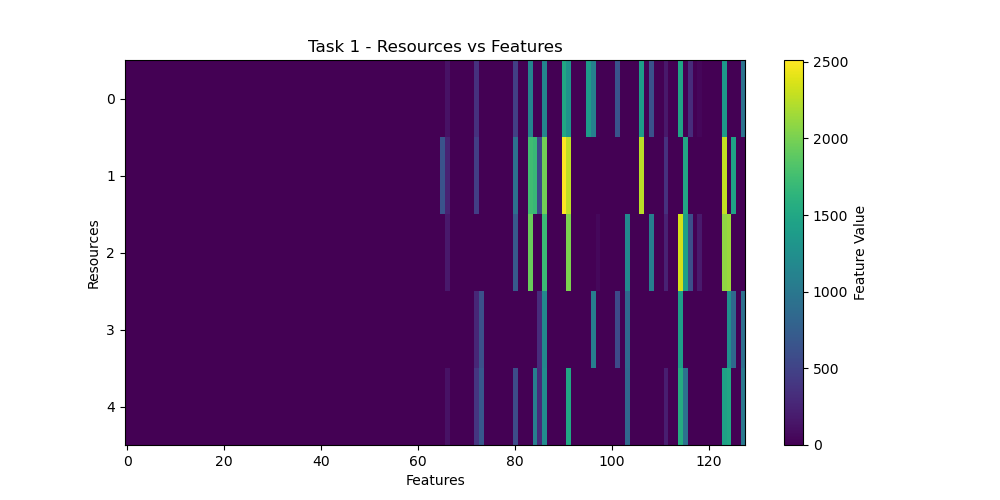 Task 1 - Resources vs Features
Resources
0
1
2
3
4
0 20 40 60 80 100 120
Features
2500
2000
1500
1000
500
0
Feature Value